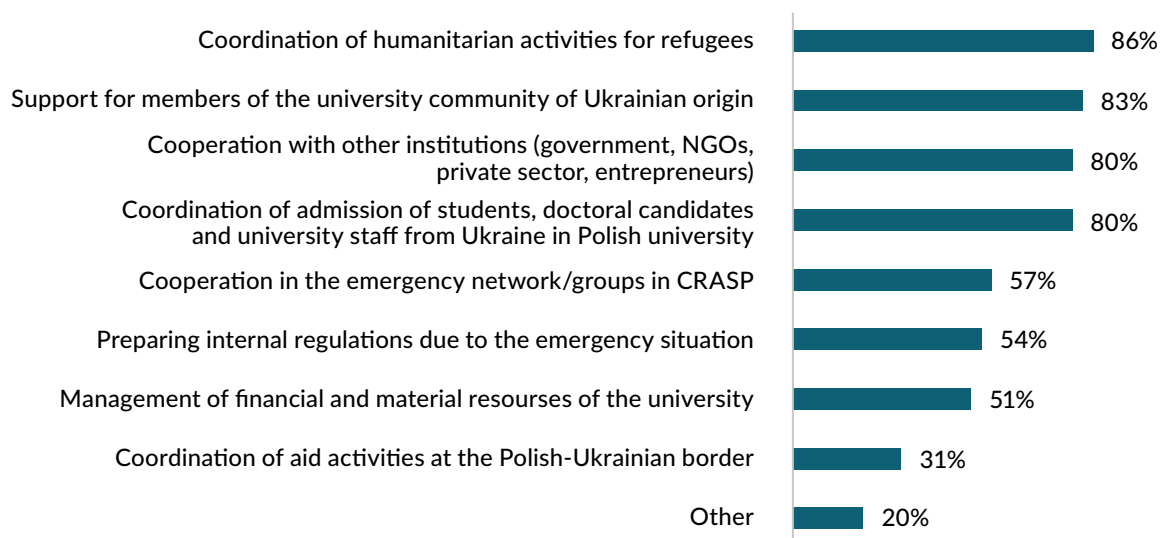 Coordination of humanitarian activities for refugees 86%
Support for members of the university community of Ukrainian origin 83%
Cooperation with other institutions (government, NGOs,
private sector, entrepreneurs) 80%
Coordination of admission of students, doctoral candidates
and university staff from Ukraine in Polish university 80%
Cooperation in the emergency network/groups in CRASP 57%
Preparing internal regulations due to the emergency situation 54%
Management of financial and material resourses of the university 51%
Coordination of aid activities at the Polish-Ukrainian border 31%
Other 20%